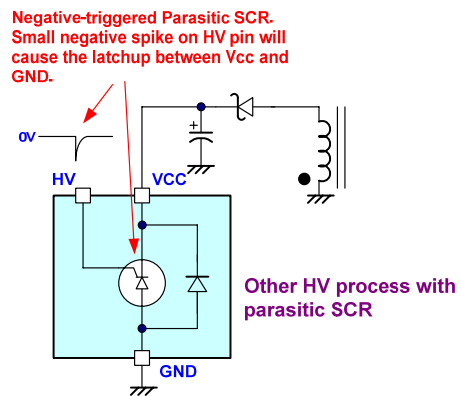 Negative-triggered Parasitic SCR.
Small negative spike on HV pin will
cause the latchup between Vcc and
GND.
0V
+
HV
VCC
Other HV process with
parasitic SCR
GND